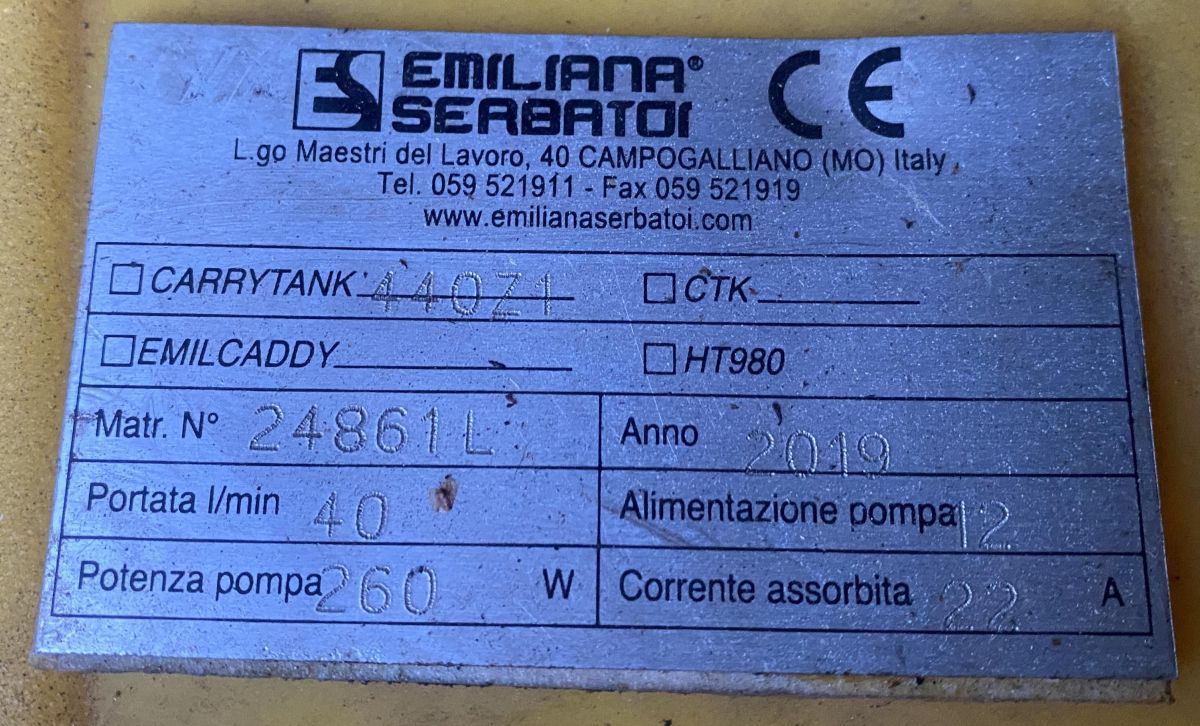 ES EMILIANA® CE
SERBATOI
L.go Maestri del Lavoro, 40 CAMPOGALLIANO (MO) Italy
Tel. 059 521911 - Fax 059 521919
www.emilianaserbatoi.com
CARRYTANK 440Z1 CTK
EMILCADDY HT980
Matr. N° 24861L Anno 2019
Portata l/min 40 Alimentazione pompa 12
Potenza pompa 260 W Corrente assorbita 22 A